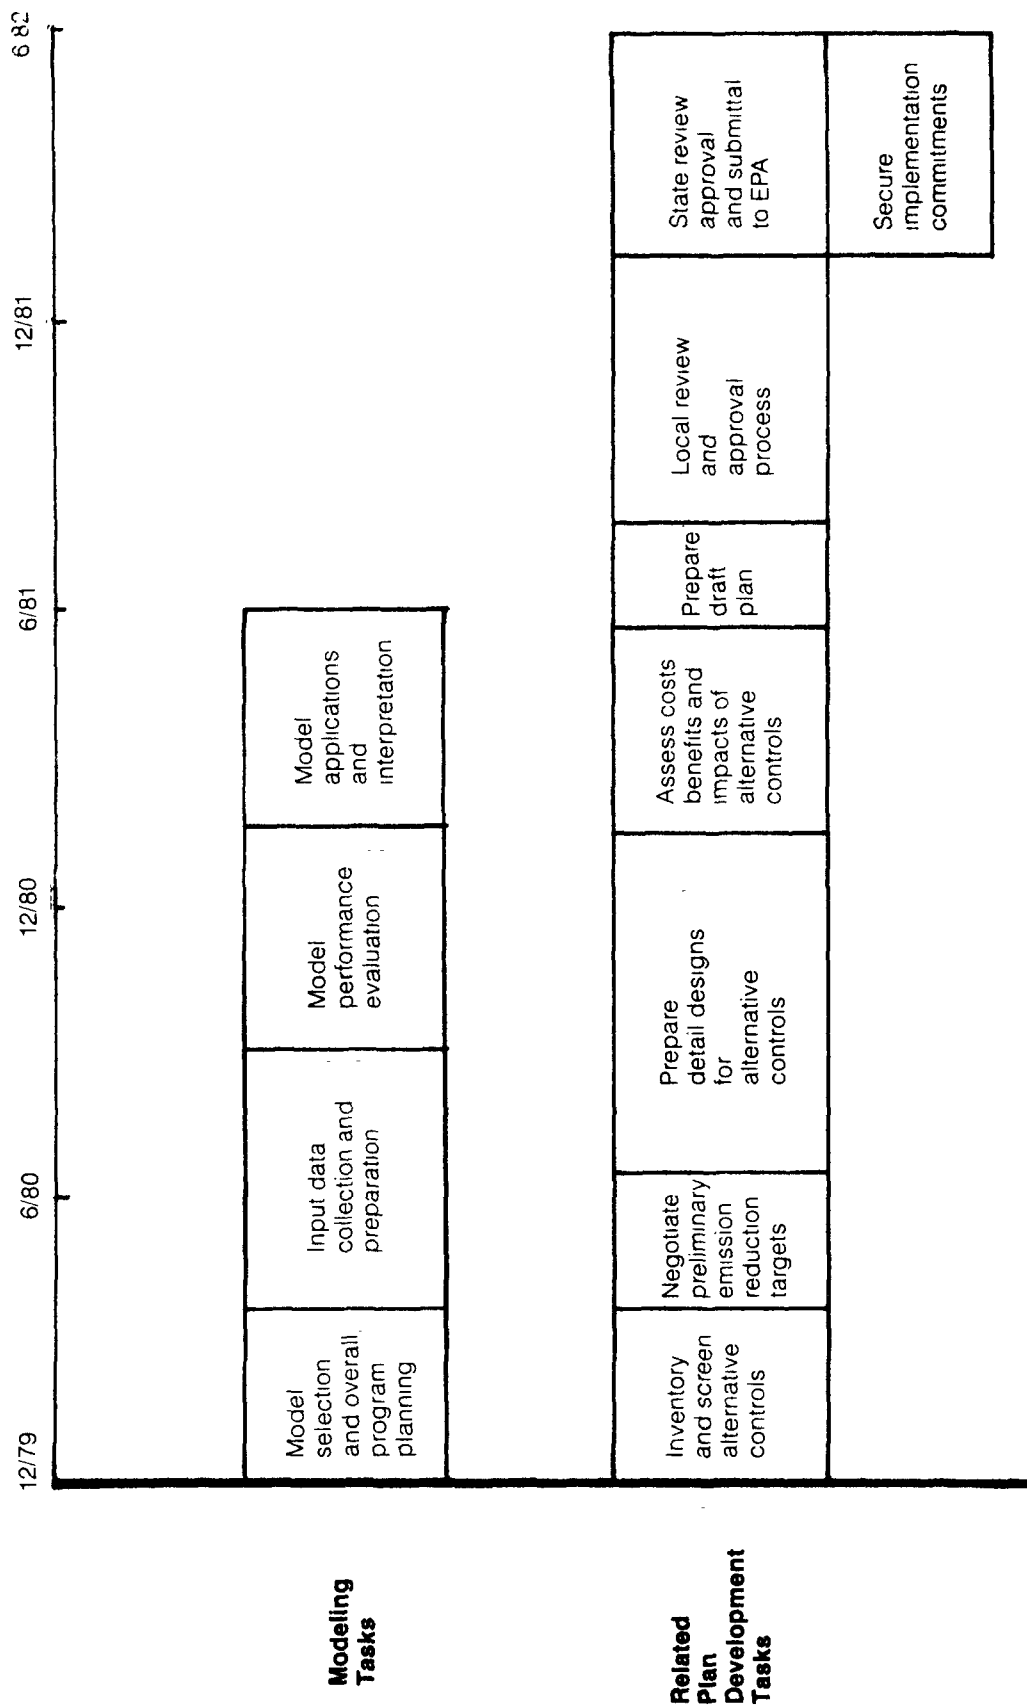 12/79
6/80
12/80
6/81
12/81
6 82
Modeling
Tasks
Model
selection
and overall
program
planning
Input data
collection and
preparation
Model
performance
evaluation
Model
applications
and
interpretation
Related
Plan
Development
Tasks
Inventory
and screen
alternative
controls
Negotiate
preliminary
emission
reduction
targets
Prepare
detail designs
for
alternative
controls
Assess costs
benefits and
impacts of
alternative
controls
Prepare
draft
plan
Local review
and
approval
process
State review
approval
and submittal
to EPA
Secure
implementation
commitments